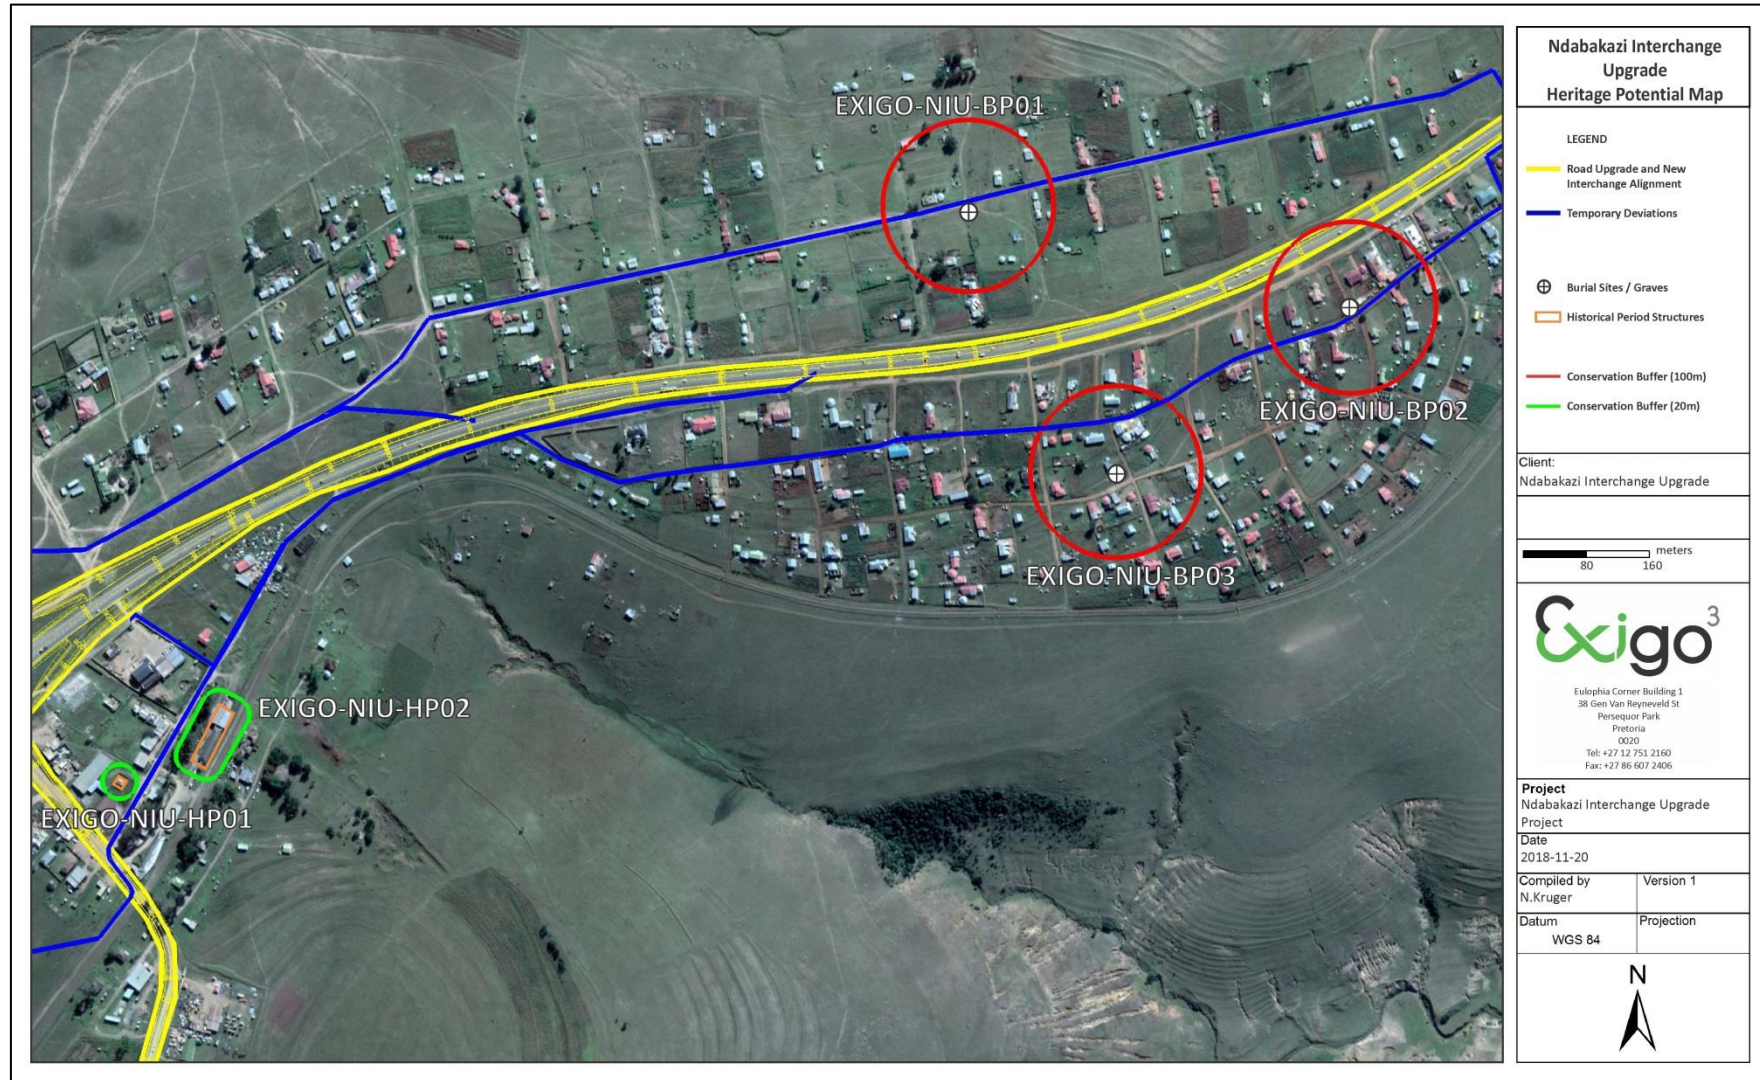 EXIGO-NIU-BP01
EXIGO-NIU-BP02
EXIGO-NIU-BP03
EXIGO-NIU-HP02
EXIGO-NIU-HP01
Ndabakazi Interchange
Upgrade
Heritage Potential Map
LEGEND
Road Upgrade and New
Interchange Alignment
Temporary Deviations
Burial Sites / Graves
Historical Period Structures
Conservation Buffer (100m)
Conservation Buffer (20m)
Client:
Ndabakazi Interchange Upgrade
meters
80 160
Exigo3
Eulophia Corner Building 1
38 Gen Van Reyneveld St
Persequor Park
Pretoria
0020
Tel: +27 12 751 2160
Fax: +27 86 607 2406
Project
Ndabakazi Interchange Upgrade
Project
Date
2018-11-20
Compiled by Version 1
N.Kruger
Datum Projection
WGS 84
N